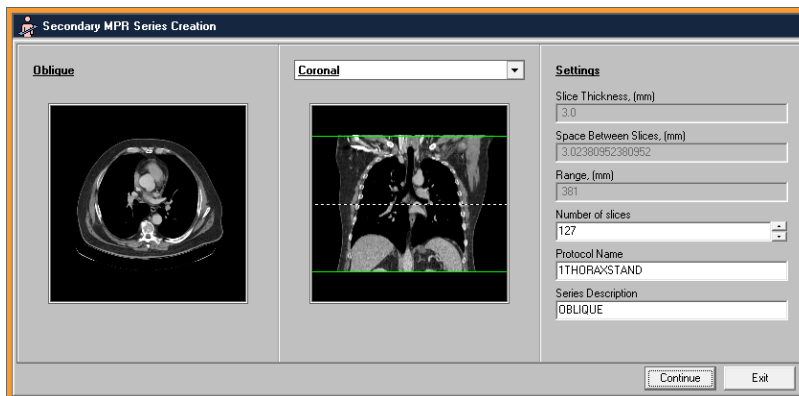 Secondary MPR Series Creation
Oblique
Coronal
Settings
Slice Thickness, (mm)
3.0
Space Between Slices, (mm)
3.02380952380952
Range, (mm)
381
Number of slices
127
Protocol Name
1THORAXSTAND
Series Description
OBLIQUE
Continue Exit